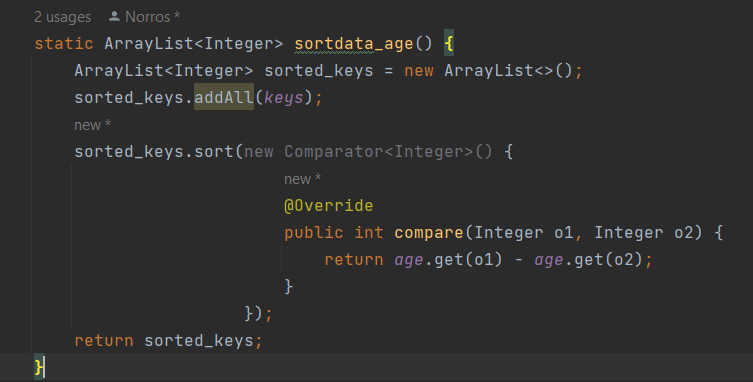 2 usages Norros *
static ArrayList<Integer> sortdata_age() {
ArrayList<Integer> sorted_keys = new ArrayList<>();
sorted_keys.addAll(keys);
new *
sorted_keys.sort(new Comparator<Integer>() {
new *
@Override
public int compare(Integer o1, Integer o2) {
return age.get(o1) - age.get(o2);
}
});
return sorted_keys;
}